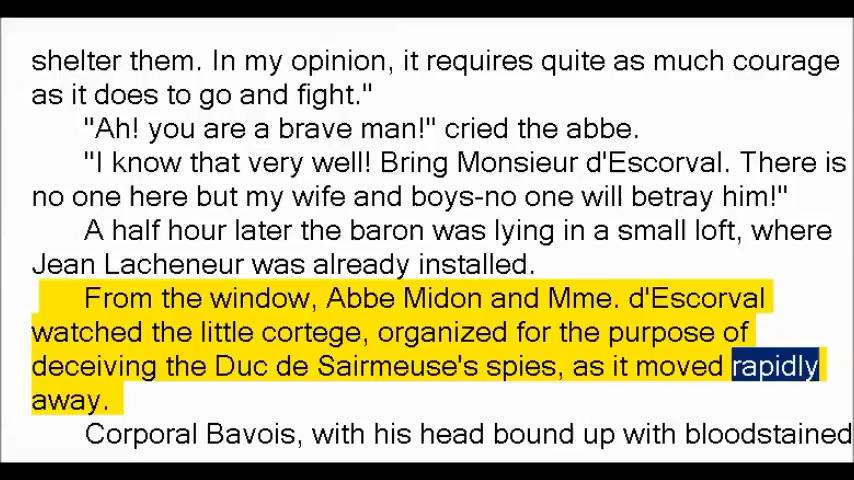 shelter them. In my opinion, it requires quite as much courage
as it does to go and fight."
"Ah! you are a brave man!" cried the abbe.
"I know that very well! Bring Monsieur d'Escorval. There is
no one here but my wife and boys-no one will betray him!"
A half hour later the baron was lying in a small loft, where
Jean Lacheneur was already installed.
From the window, Abbe Midon and Mme. d'Escorval
watched the little cortege, organized for the purpose of
deceiving the Duc de Sairmeuse's spies, as it moved rapidly
away.
Corporal Bavois, with his head bound up with bloodstained